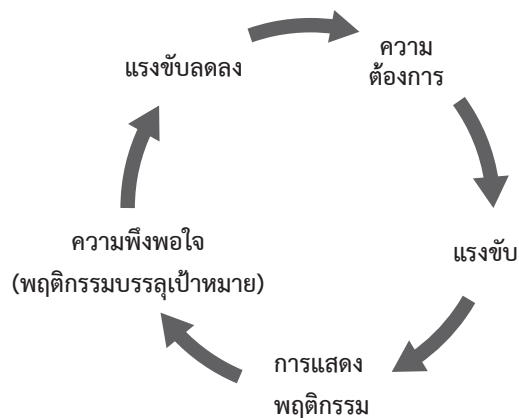 ความ
ต้องการ
แรงขับลดลง
แรงขับ
ความพึงพอใจ
(พฤติกรรมบรรลุเป้าหมาย)
การแสดง
พฤติกรรม